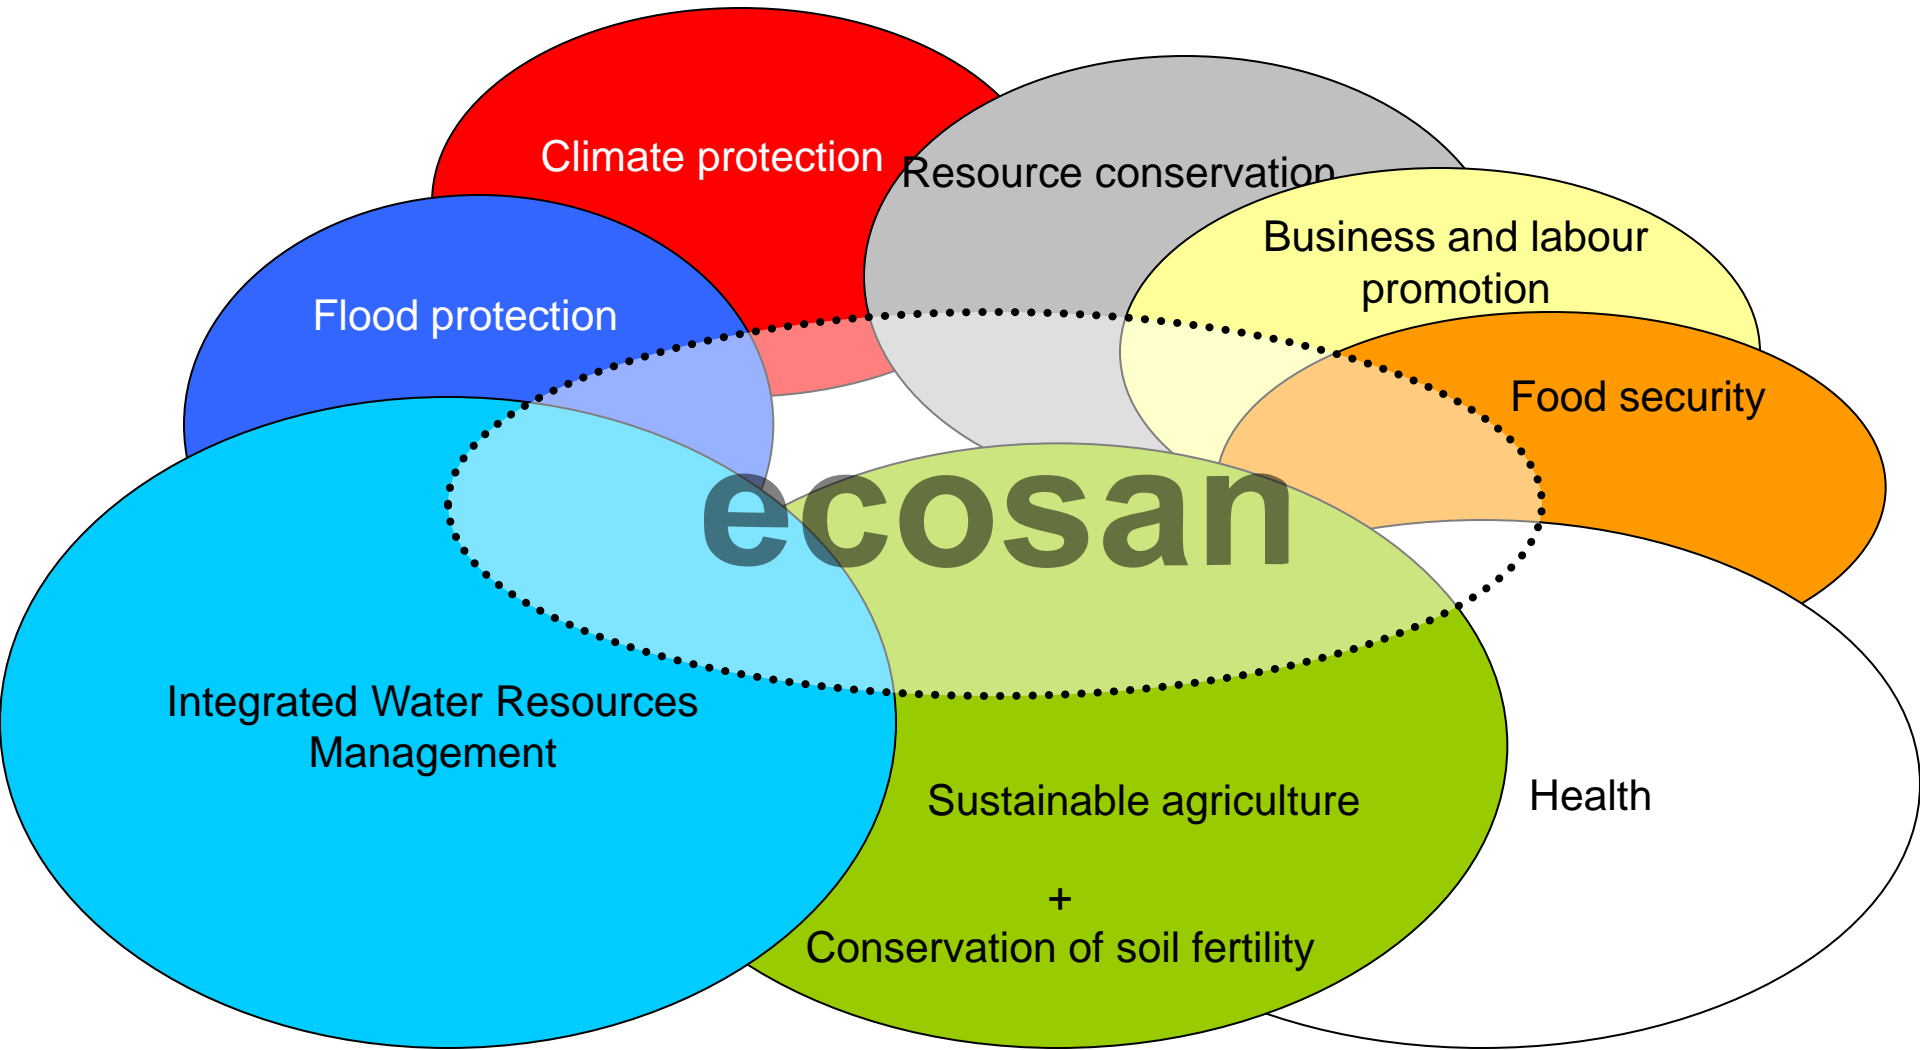 Climate protection
Resource conservation
Business and labour
promotion
Flood protection
Food security
ecosan
Integrated Water Resources
Management
Sustainable agriculture
+
Conservation of soil fertility
Health